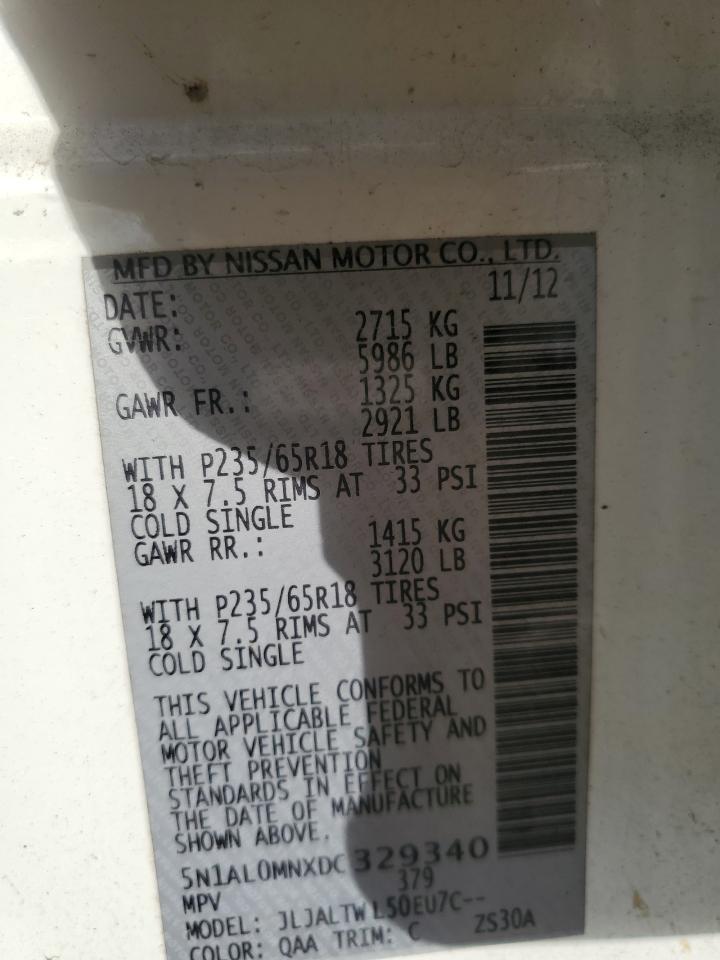 MFD BY NISSAN MOTOR CO., LTD.
DATE: 11/12
GVWR: 2715 KG
5986 LB
GAWR FR.: 1325 KG
2921 LB
WITH P235/65R18 TIRES
18 X 7.5 RIMS AT 33 PSI
COLD SINGLE
GAWR RR.: 1415 KG
3120 LB
WITH P235/65R18 TIRES
18 X 7.5 RIMS AT 33 PSI
COLD SINGLE
THIS VEHICLE CONFORMS TO
ALL APPLICABLE FEDERAL
MOTOR VEHICLE SAFETY AND
THEFT PREVENTION
STANDARDS IN EFFECT ON
THE DATE OF MANUFACTURE
SHOWN ABOVE.
5N1AL0MNXDC329340
MPV 379
MODEL: JLJALTWL50EU7C--
COLOR: QAA TRIM: C ZS30A